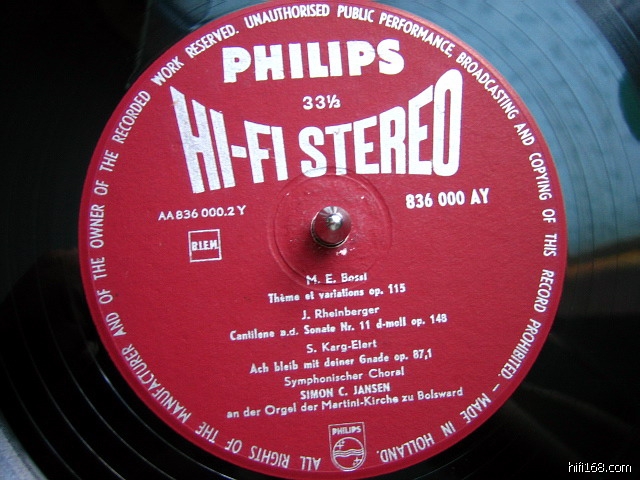 ALL RIGHTS OF THE MANUFACTURER AND OF THE OWNER OF THE RECORDED WORK RESERVED. UNAUTHORISED PUBLIC PERFORMANCE, BROADCASTING AND COPYING OF THIS RECORD PROHIBITED. – MADE IN HOLLAND.
PHILIPS
33⅓
HI-FI STEREO
AA 836 000.2 Y
836 000 AY
B.I.E.M.
M. E. Bossi
Thème et variations op. 115
J. Rheinberger
Cantilene a.d. Sonate Nr. 11 d-moll op. 148
S. Karg-Elert
Ach bleib mit deiner Gnade op. 87,1
Symphonischer Choral
SIMON C. JANSEN
an der Orgel der Martini-Kirche zu Bolsward
PHILIPS
hifi168.com